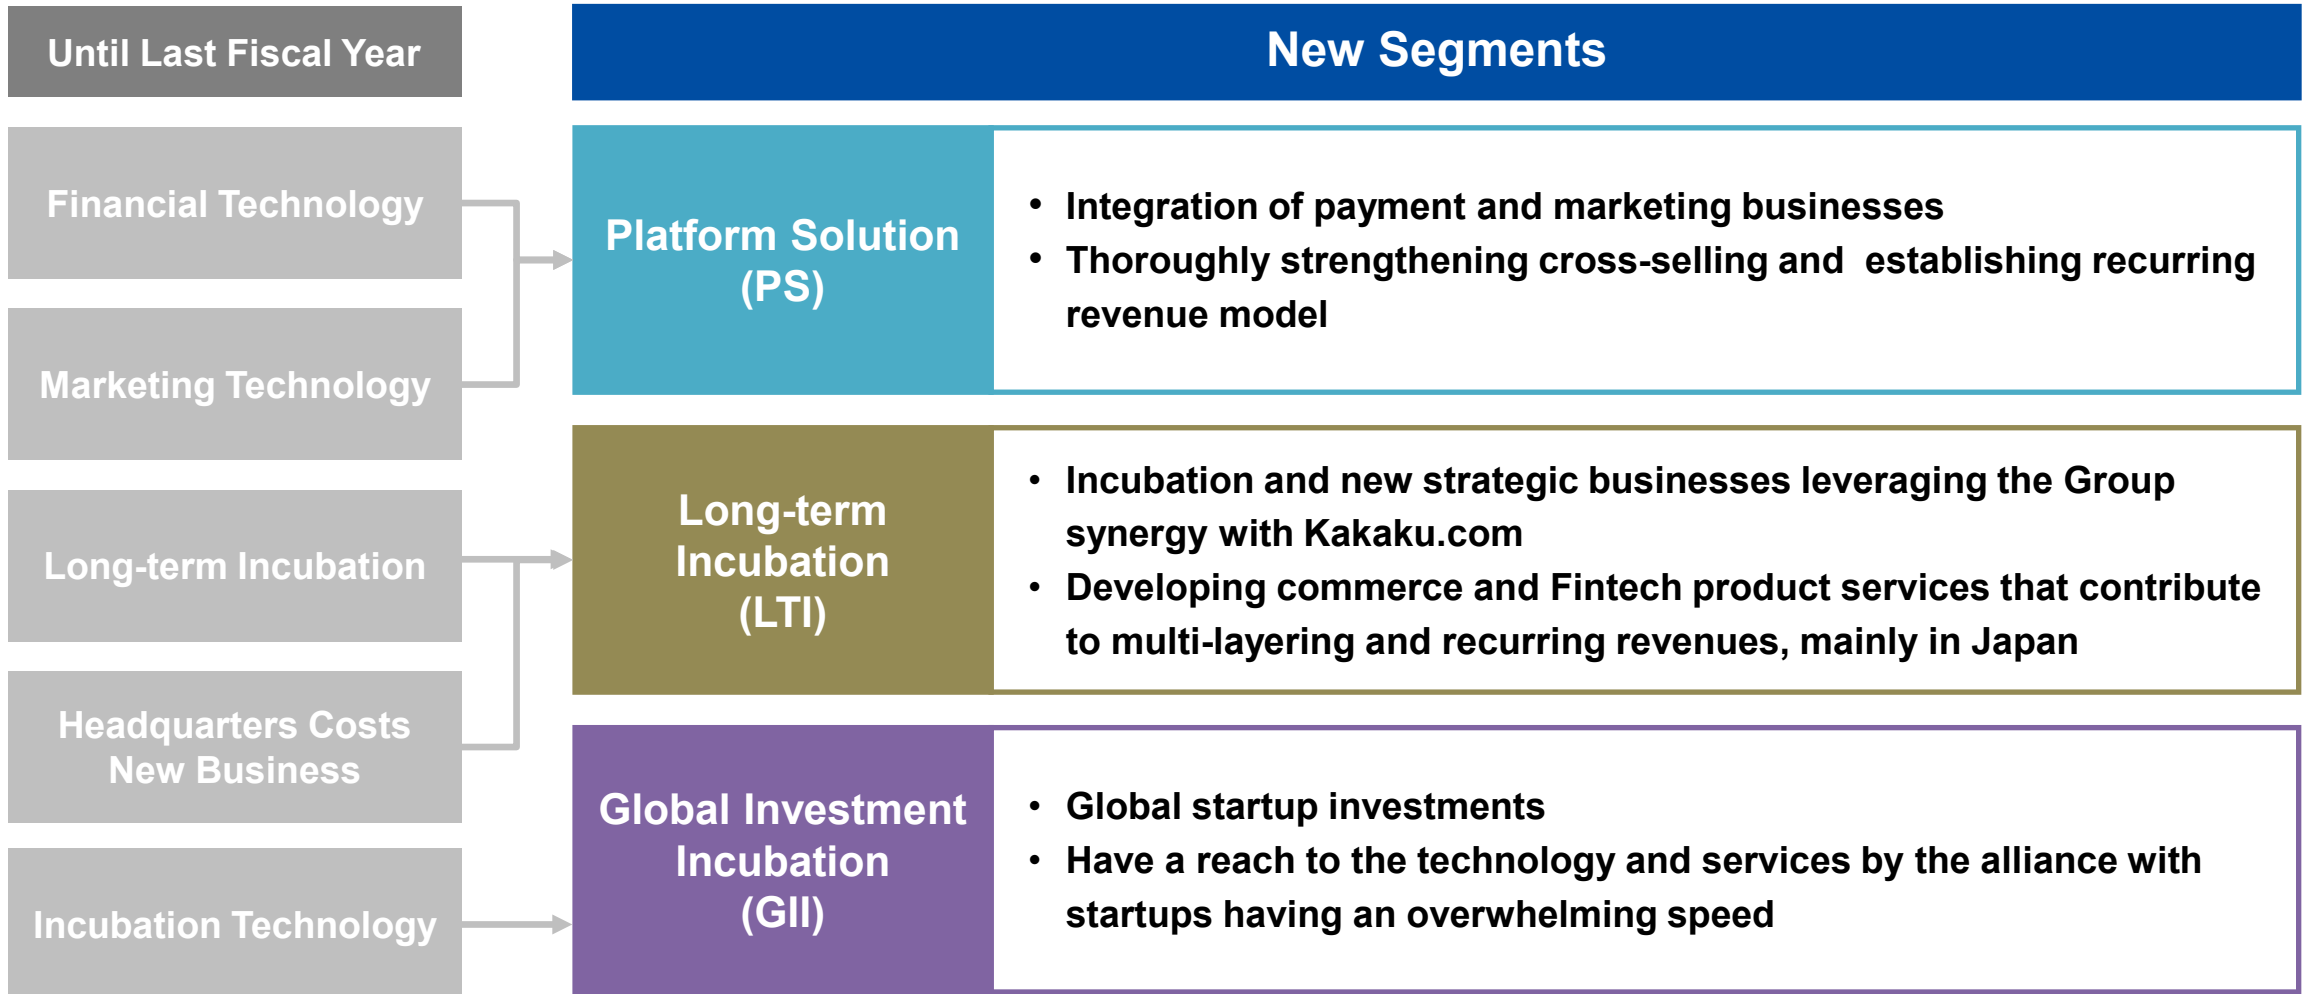 Until Last Fiscal Year
New Segments
Financial Technology
Marketing Technology
Long-term Incubation
Headquarters Costs
New Business
Incubation Technology
Platform Solution
(PS)
• Integration of payment and marketing businesses
• Thoroughly strengthening cross-selling and  establishing recurring
revenue model
Long-term
Incubation
(LTI)
• Incubation and new strategic businesses leveraging the Group
synergy with Kakaku.com
• Developing commerce and Fintech product services that contribute
to multi-layering and recurring revenues, mainly in Japan
Global Investment
Incubation
(GII)
• Global startup investments
• Have a reach to the technology and services by the alliance with
startups having an overwhelming speed